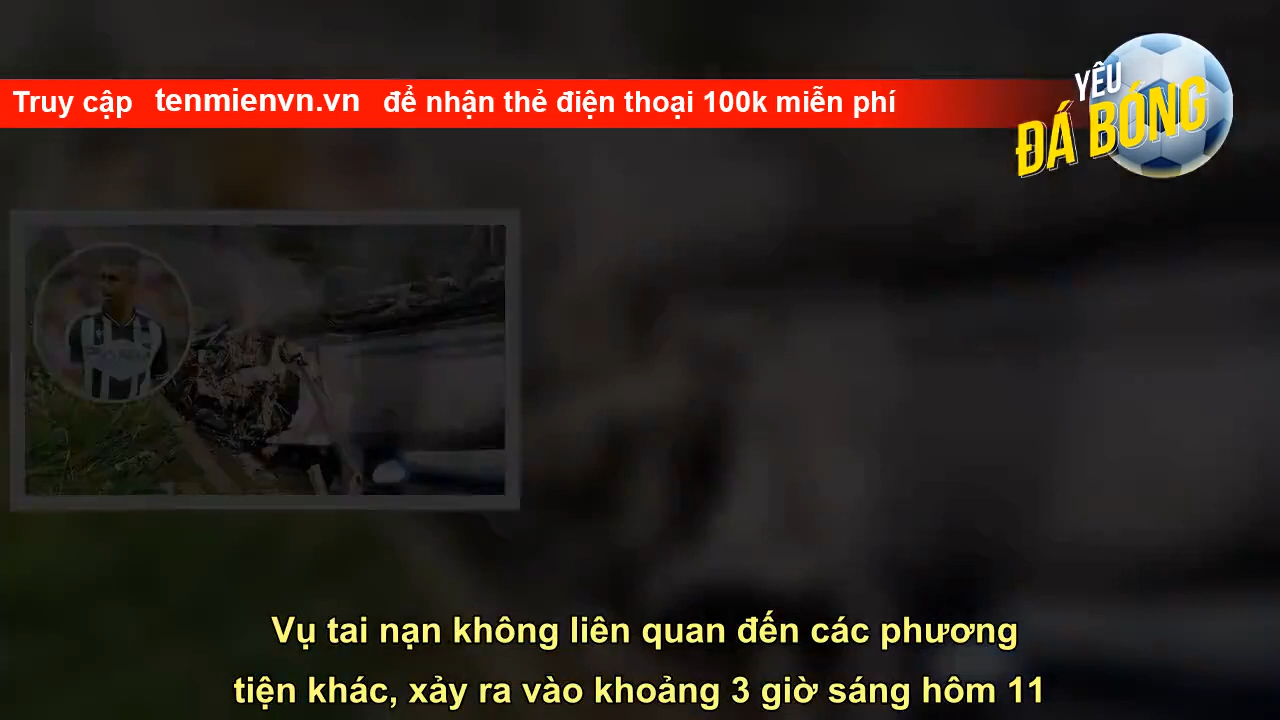 YÊU
ĐÁ BÓNG
Truy cập tenmienvn.vn để nhận thẻ điện thoại 100k miễn phí
Vụ tai nạn không liên quan đến các phương
tiện khác, xảy ra vào khoảng 3 giờ sáng hôm 11